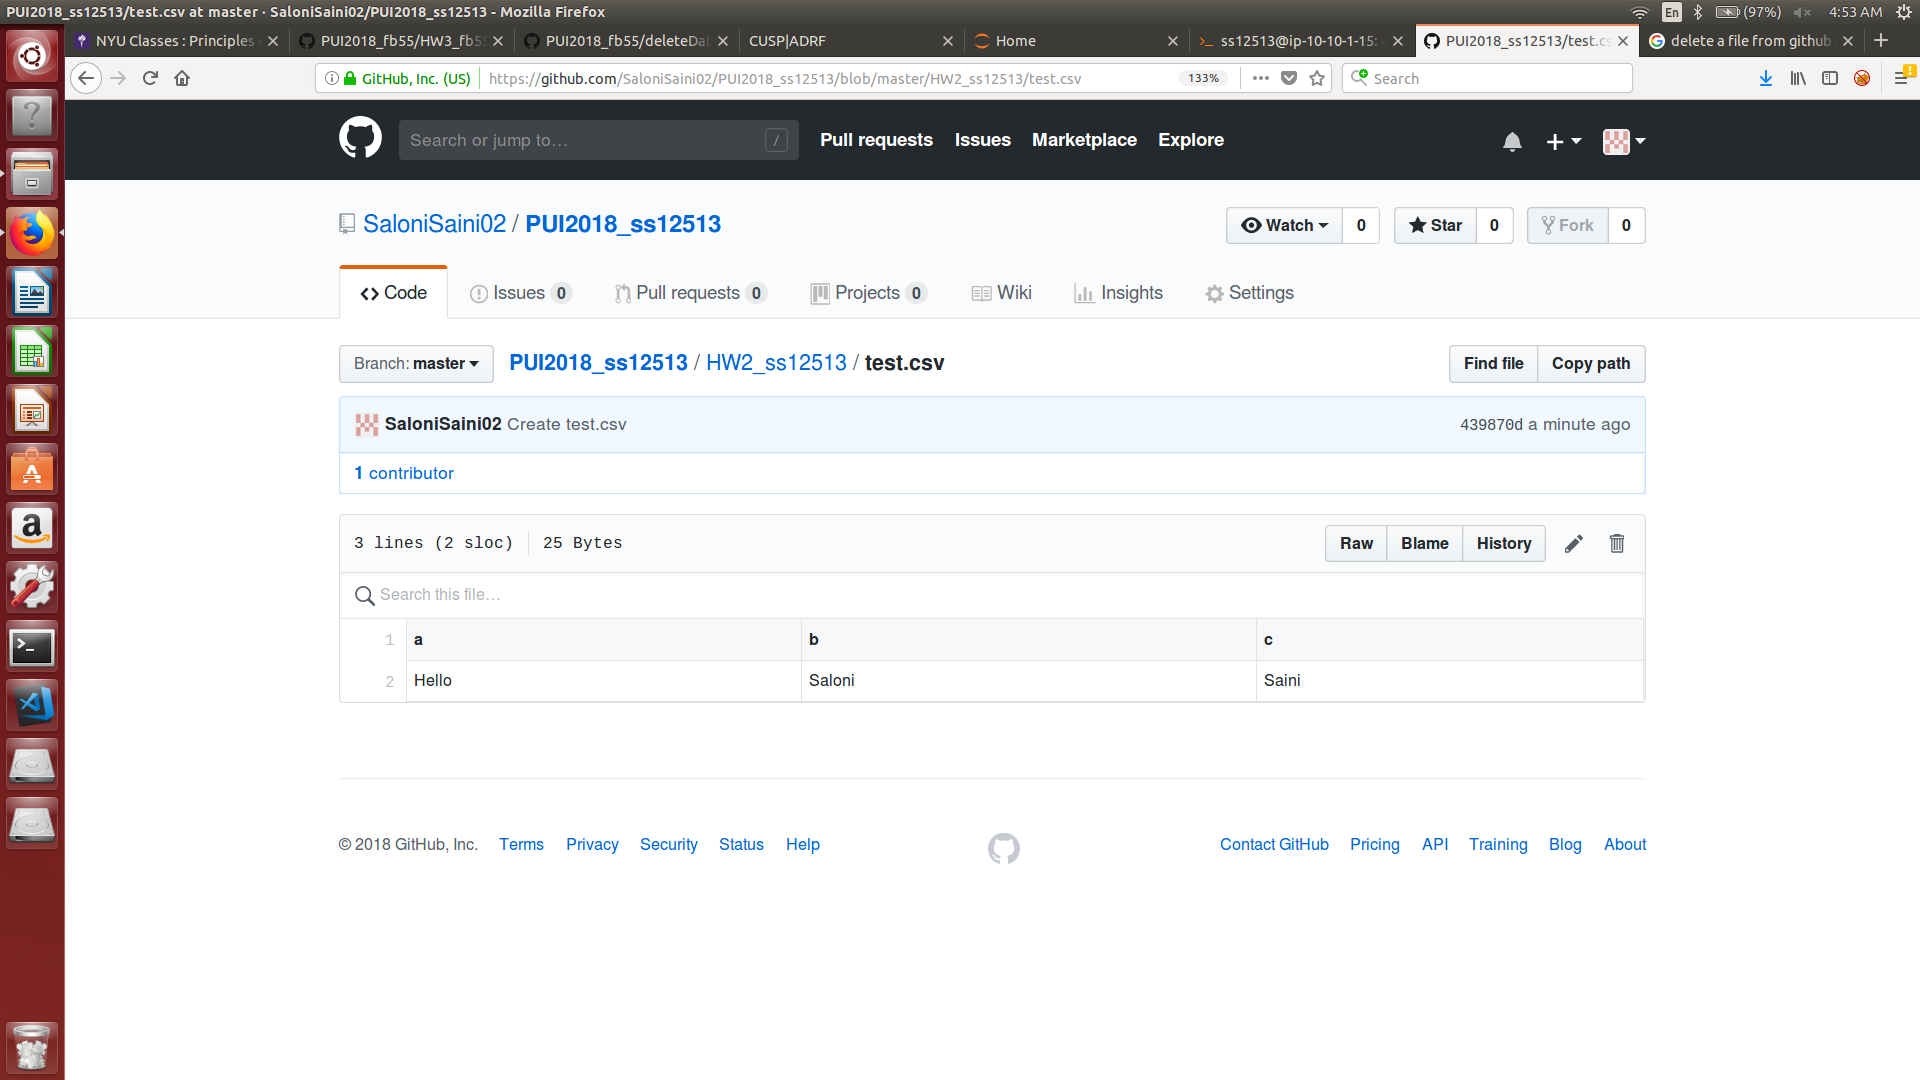 PUI2018_ss12513/test.csv at master · SaloniSaini02/PUI2018_ss12513 - Mozilla Firefox
En (97%) 4:53 AM
NYU Classes : Principles
PUI2018_fb55/HW3_fb55
PUI2018_fb55/deleteDat
CUSP|ADRF
Home
ss12513@ip-10-10-1-15: ~
PUI2018_ss12513/test.cs
delete a file from github
GitHub, Inc. (US) https://github.com/SaloniSaini02/PUI2018_ss12513/blob/master/HW2_ss12513/test.csv 133% Search
Search or jump to… / Pull requests Issues Marketplace Explore
SaloniSaini02 / PUI2018_ss12513 Watch 0 Star 0 Fork 0
Code Issues 0 Pull requests 0 Projects 0 Wiki Insights Settings
Branch: master PUI2018_ss12513 / HW2_ss12513 / test.csv Find file Copy path
SaloniSaini02 Create test.csv 439870d a minute ago
1 contributor
3 lines (2 sloc) 25 Bytes Raw Blame History
Search this file…
1 a b c
2 Hello Saloni Saini
© 2018 GitHub, Inc. Terms Privacy Security Status Help Contact GitHub Pricing API Training Blog About